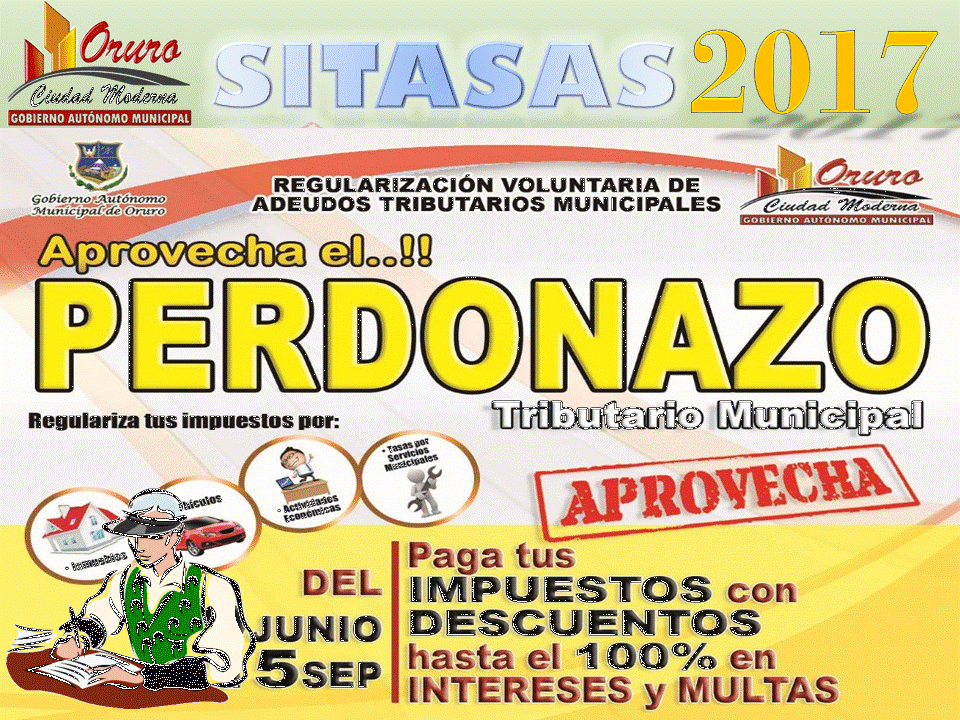 Oruro
Ciudad Moderna
GOBIERNO AUTÓNOMO MUNICIPAL
SITASAS 2017
Gobierno Autónomo
Municipal de Oruro
REGULARIZACIÓN VOLUNTARIA DE
ADEUDOS TRIBUTARIOS MUNICIPALES
Oruro
Ciudad Moderna
GOBIERNO AUTONOMO MUNICIPAL
Aprovecha el..!!
PERDONAZO
Tributario Municipal
Regulariza tus impuestos por:
• Inmuebles
• Actividades
Económicas
• Tasas por
Servicios
Municipales
APROVECHA
DEL
JUNIO
5 SEP
Paga tus
IMPUESTOS con
DESCUENTOS
hasta el 100% en
INTERESES y MULTAS